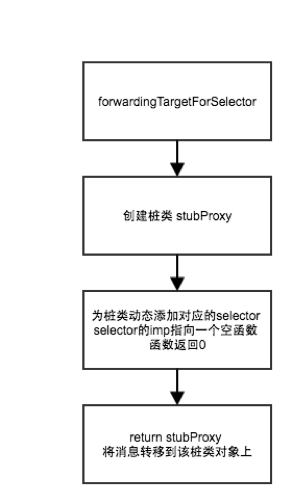 forwardingTargetForSelector
创建桩类 stubProxy
为桩类动态添加对应的selector
selector的imp指向一个空函数
函数返回0
return stubProxy
将消息转移到该桩类对象上